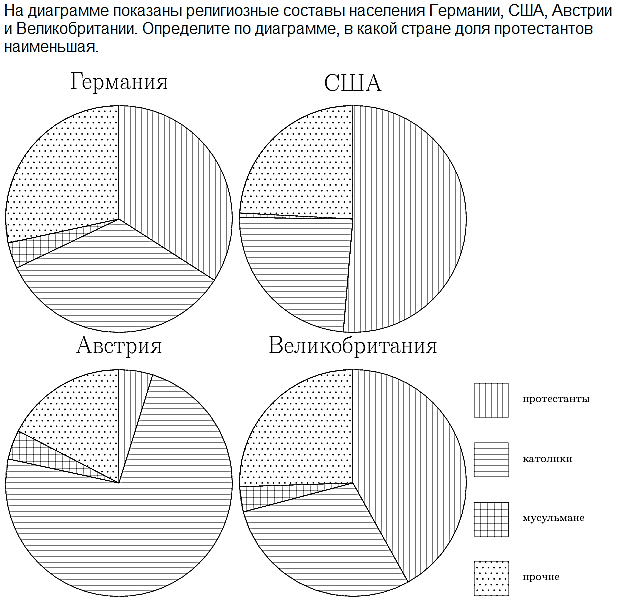 На диаграмме показаны религиозные составы населения Германии, США, Австрии
и Великобритании. Определите по диаграмме, в какой стране доля протестантов
наименьшая.
Германия
США
Австрия
Великобритания
протестанты
католики
мусульмане
прочие